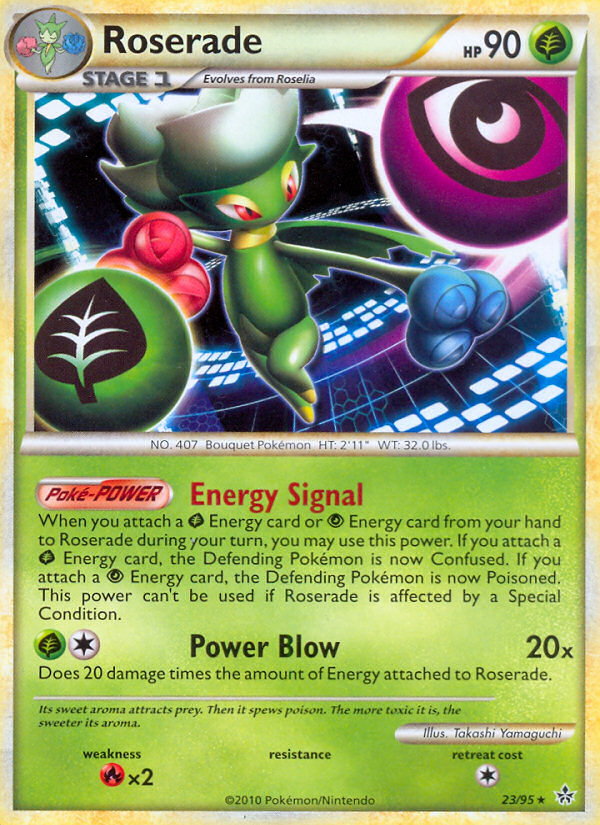 Roserade
HP 90
STAGE 1
Evolves from Roselia
NO. 407 Bouquet Pokémon HT: 2'11" WT: 32.0 lbs.
Poké-POWER Energy Signal
When you attach a Energy card or Energy card from your hand
to Roserade during your turn, you may use this power. If you attach a
Energy card, the Defending Pokémon is now Confused. If you
attach a Energy card, the Defending Pokémon is now Poisoned.
This power can't be used if Roserade is affected by a Special
Condition.
Power Blow 20x
Does 20 damage times the amount of Energy attached to Roserade.
Its sweet aroma attracts prey. Then it spews poison. The more toxic it is, the
sweeter its aroma.
Illus. Takashi Yamaguchi
weakness resistance retreat cost
×2
©2010 Pokémon/Nintendo 23/95 ★